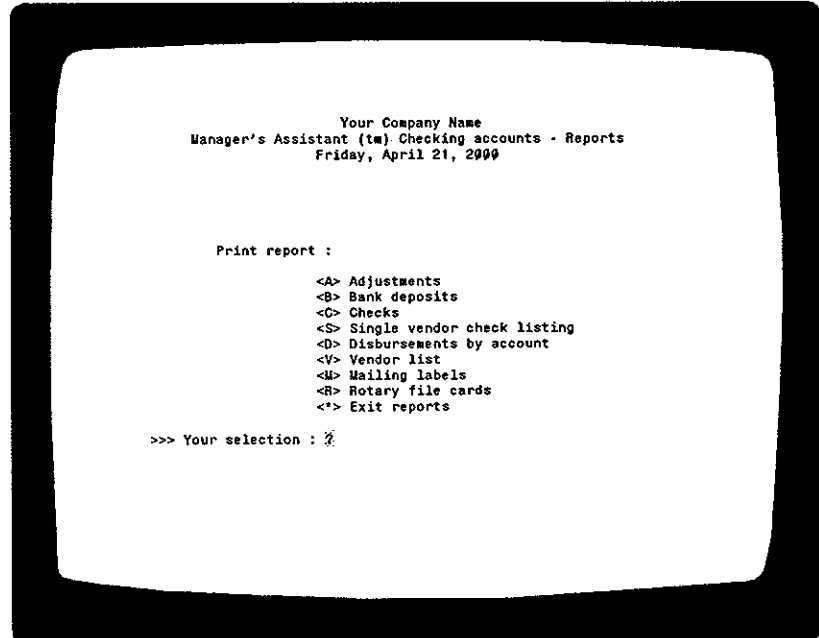 Your Company Name
Manager's Assistant (tm) Checking accounts - Reports
Friday, April 21, 2000
Print report :
<A> Adjustments
<B> Bank deposits
<C> Checks
<S> Single vendor check listing
<D> Disbursements by account
<V> Vendor list
<M> Mailing labels
<R> Rotary file cards
<*> Exit reports
>>> Your selection : ?